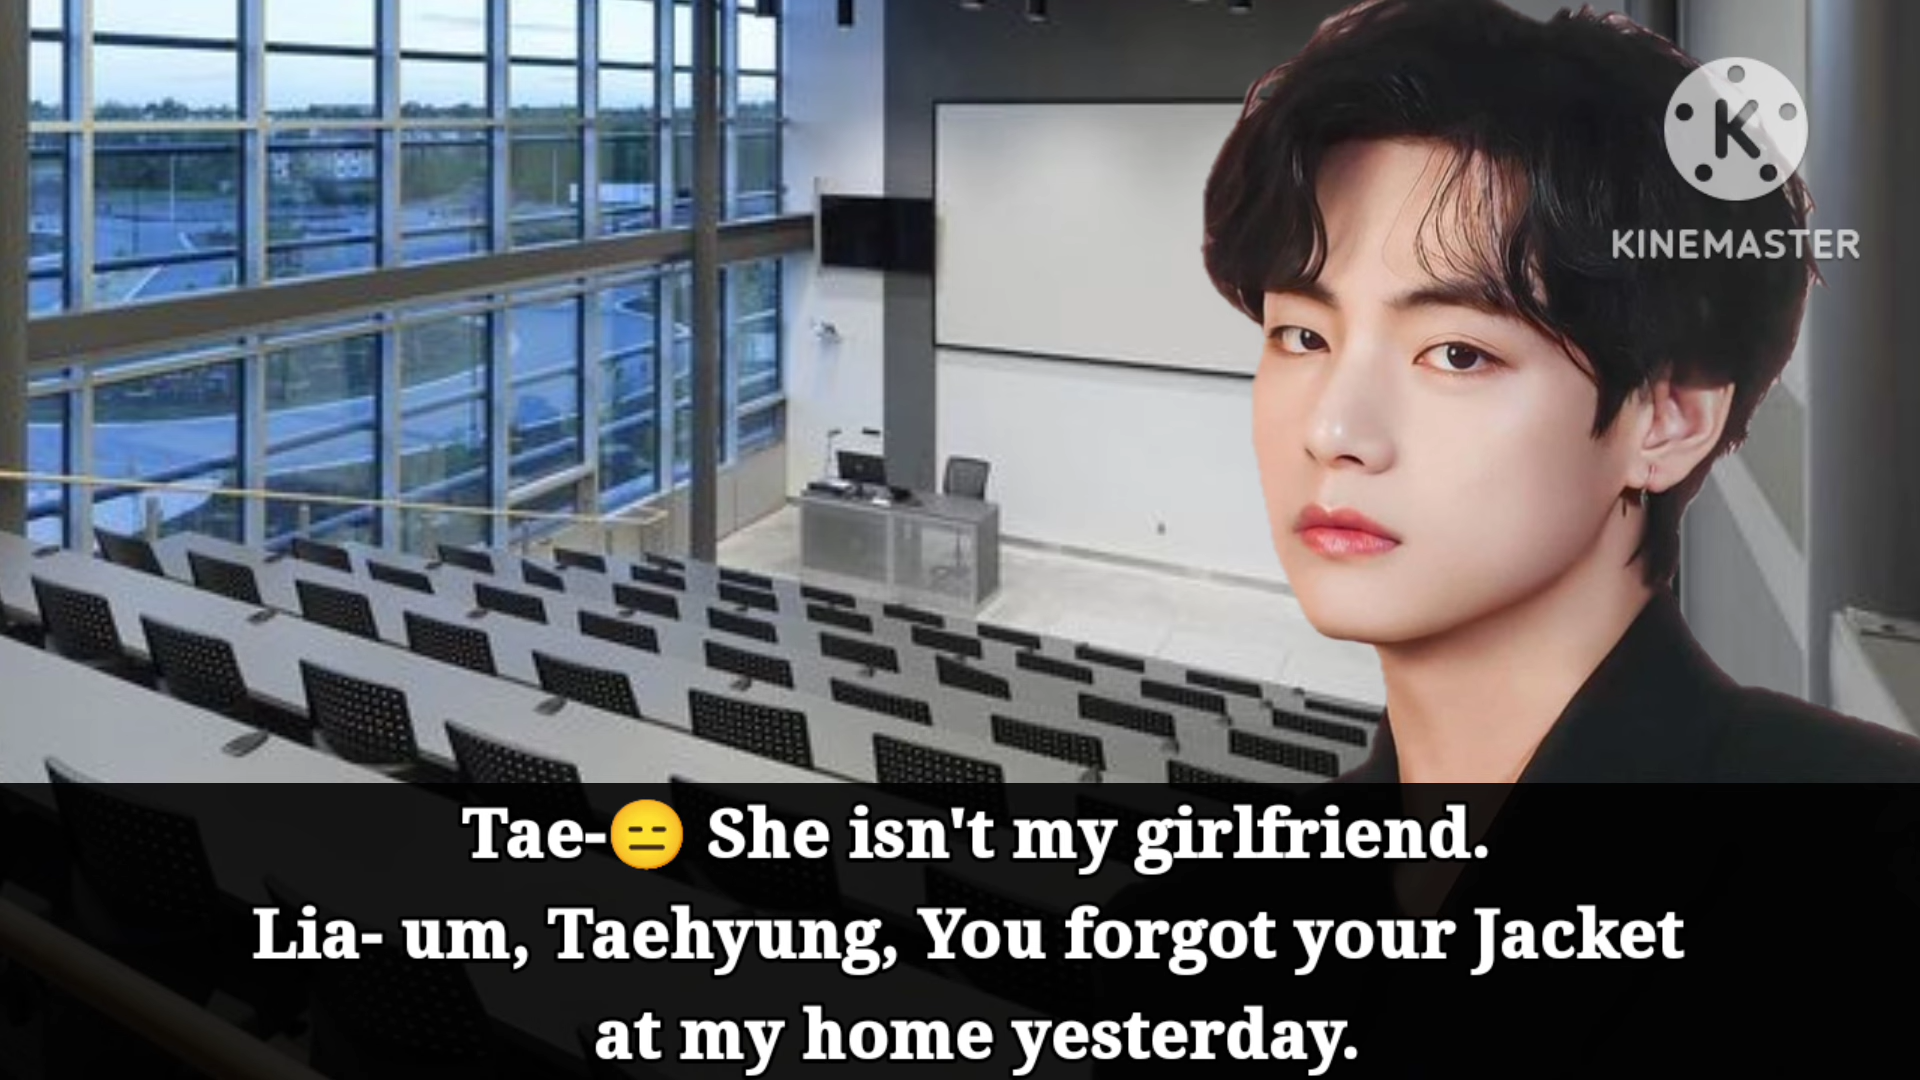 K
KINEMASTER
Tae-😑 She isn't my girlfriend.
Lia- um, Taehyung, You forgot your Jacket
at my home yesterday.